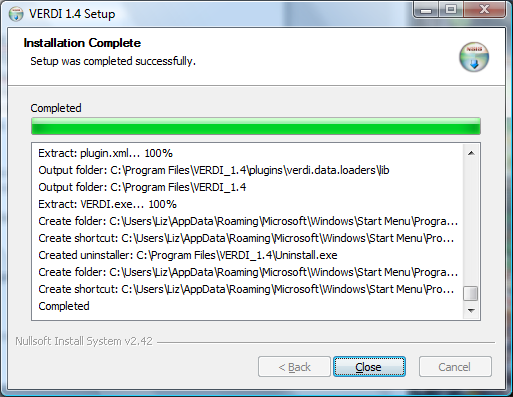 VERDI 1.4 Setup
Installation Complete
Setup was completed successfully.
Completed
Extract: plugin.xml... 100%
Output folder: C:\Program Files\VERDI_1.4\plugins\verdi.data.loaders\lib
Output folder: C:\Program Files\VERDI_1.4
Extract: VERDI.exe... 100%
Create folder: C:\Users\Liz\AppData\Roaming\Microsoft\Windows\Start Menu\Progra...
Create shortcut: C:\Users\Liz\AppData\Roaming\Microsoft\Windows\Start Menu\Pro...
Created uninstaller: C:\Program Files\VERDI_1.4\Uninstall.exe
Create folder: C:\Users\Liz\AppData\Roaming\Microsoft\Windows\Start Menu\Progra...
Create shortcut: C:\Users\Liz\AppData\Roaming\Microsoft\Windows\Start Menu\Pro...
Completed
Nullsoft Install System v2.42
< Back
Close
Cancel